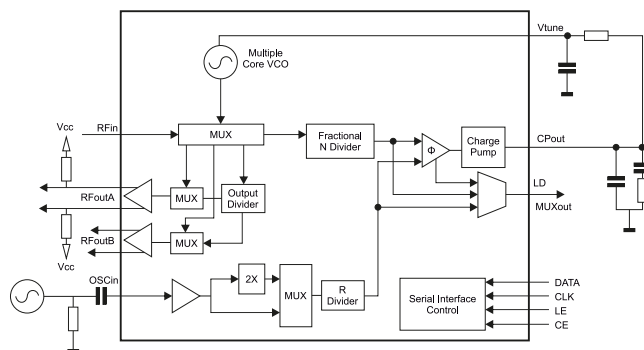 Vtune
Multiple
Core VCO
Vcc
RFin
MUX
Fractional
N Divider
Φ
Charge
Pump
CPout
RFoutA
MUX
Output
Divider
LD
MUXout
RFoutB
MUX
Vcc
OSCin
2X
MUX
R
Divider
Serial Interface
Control
DATA
CLK
LE
CE